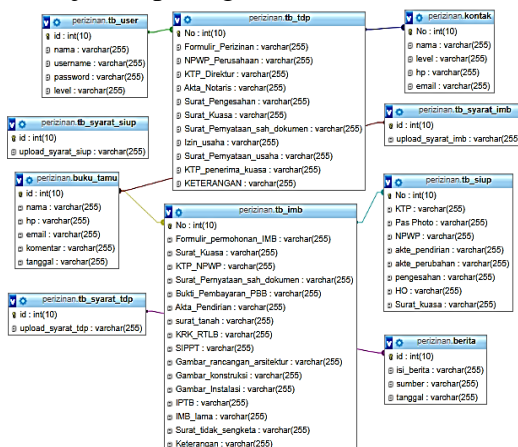 perizinan.tb_user
id : int(10)
nama : varchar(255)
username : varchar(255)
password : varchar(255)
level : varchar(255)
perizinan.tb_tdp
No : int(10)
Formulir_Perizinan : varchar(255)
NPWP_Perusahaan : varchar(255)
KTP_Direktur : varchar(255)
Akta_Notaris : varchar(255)
Surat_Pengesahan : varchar(255)
Surat_Kuasa : varchar(255)
Surat_Pernyataan_sah_dokumen : varchar(255)
Izin_usaha : varchar(255)
Surat_Pernyataan_usaha : varchar(255)
KTP_penerima_kuasa : varchar(255)
KETERANGAN : varchar(255)
perizinan.kontak
No : int(10)
nama : varchar(255)
level : varchar(255)
hp : varchar(255)
email : varchar(255)
perizinan.tb_syarat_siup
id : int(10)
upload_syarat_siup : varchar(255)
perizinan.tb_syarat_imb
id : int(10)
upload_syarat_imb : varchar(255)
perizinan.buku_tamu
id : int(10)
nama : varchar(255)
hp : varchar(255)
email : varchar(255)
komentar : varchar(255)
tanggal : varchar(255)
perizinan.tb_imb
No : int(10)
Formulir_permohonan_IMB : varchar(255)
Surat_Kuasa : varchar(255)
KTP_NPWP : varchar(255)
Surat_Pernyataan_sah_dokumen : varchar(255)
Bukti_Pembayaran_PBB : varchar(255)
Akta_Pendirian : varchar(255)
surat_tanah : varchar(255)
KRK_RTLB : varchar(255)
SIPPT : varchar(255)
Gambar_rancangan_arsitektur : varchar(255)
Gambar_konstruksi : varchar(255)
Gambar_Instalasi : varchar(255)
IPTB : varchar(255)
IMB_lama : varchar(255)
Surat_tidak_sengketa : varchar(255)
Keterangan : varchar(255)
perizinan.tb_siup
No : int(10)
KTP : varchar(255)
Pas Photo : varchar(255)
NPWP : varchar(255)
akte_pendirian : varchar(255)
akte_perubahan : varchar(255)
pengesahan : varchar(255)
HO : varchar(255)
Surat_kuasa : varchar(255)
perizinan.tb_syarat_tdp
id : int(10)
upload_syarat_tdp : varchar(255)
perizinan.berita
id : int(10)
isi_berita : varchar(255)
sumber : varchar(255)
tanggal : varchar(255)